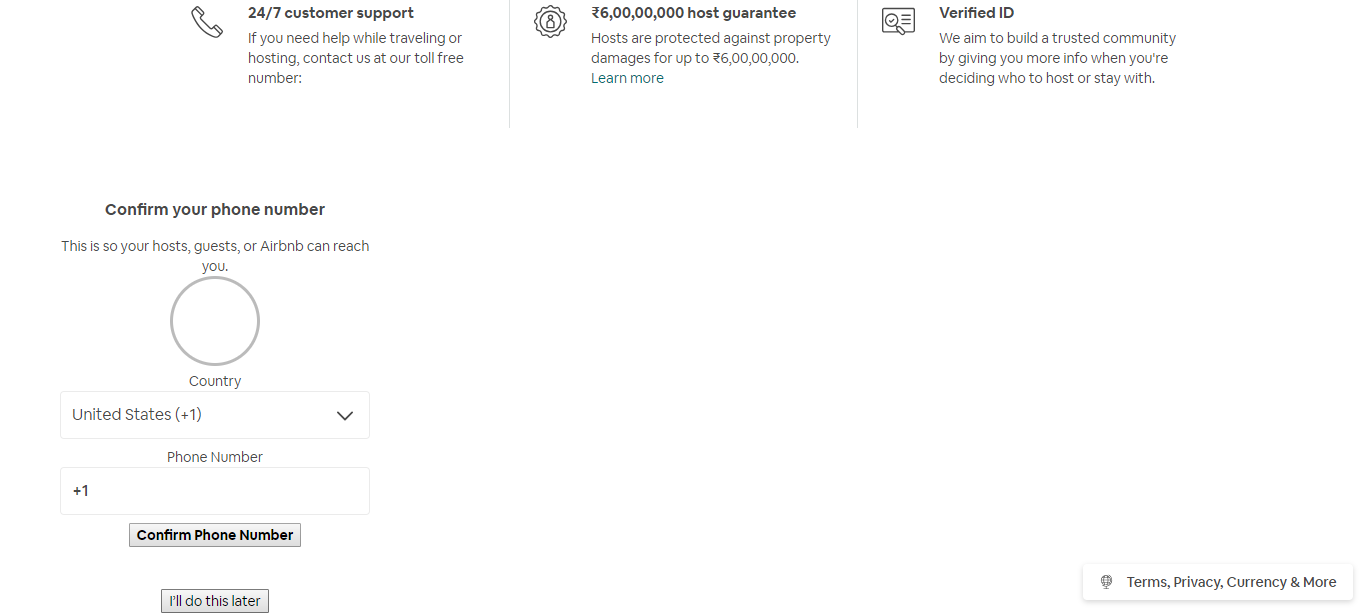 24/7 customer support
If you need help while traveling or
hosting, contact us at our toll free
number:
₹6,00,00,000 host guarantee
Hosts are protected against property
damages for up to ₹6,00,00,000.
Learn more
Verified ID
We aim to build a trusted community
by giving you more info when you're
deciding who to host or stay with.
Confirm your phone number
This is so your hosts, guests, or Airbnb can reach
you.
Country
United States (+1)
Phone Number
+1
Confirm Phone Number
I’ll do this later
Terms, Privacy, Currency & More